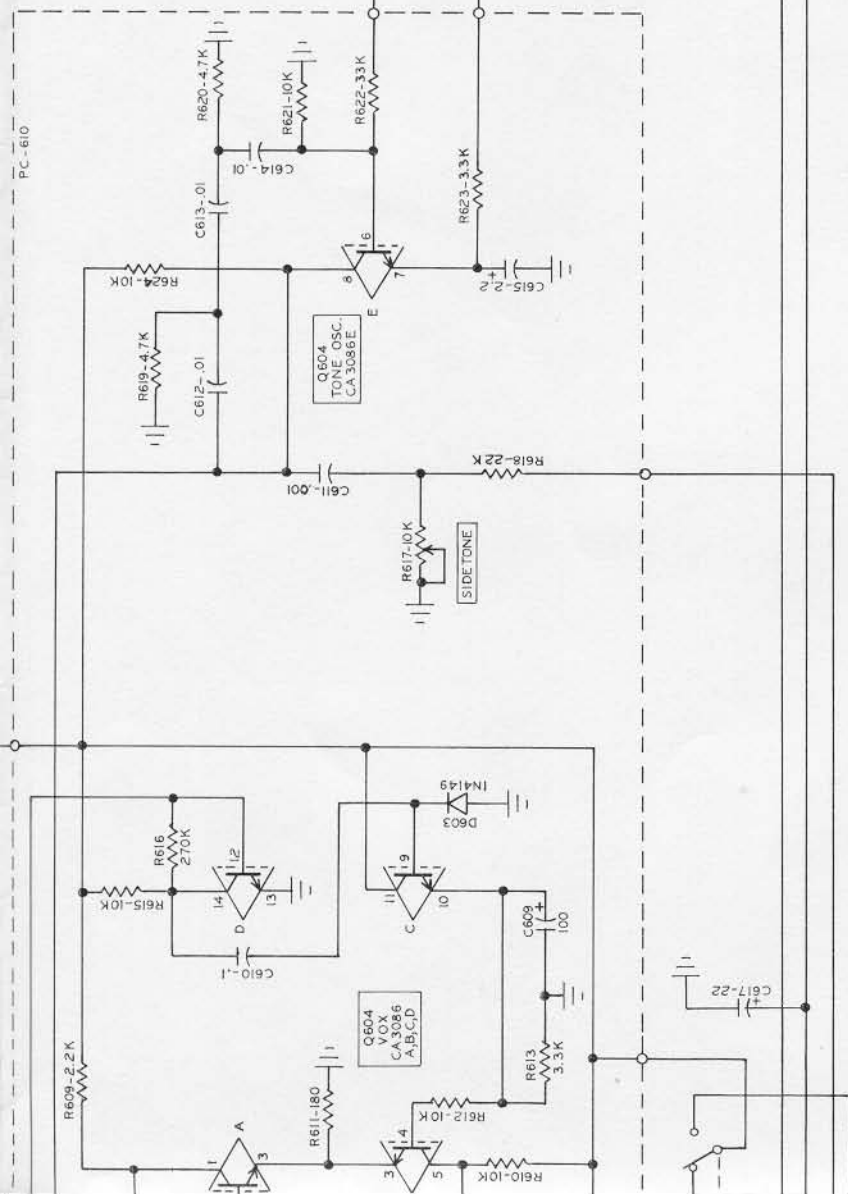 PC-610
R620-4.7K
R621-10K
R622-33K
C614-.01
C613-.01
R623-3.3K
R624-10K
6
8
7
E
+
C615-2.2
R619-4.7K
C612-.01
Q604
TONE OSC.
CA3086E
C611-.001
R618-22K
R617-10K
SIDETONE
R616
270K
R615-10K
12
14
13
D
C610-.1
1N4149
D603
9
11
10
C
+
C609
100
Q604
VOX
CA3086
A,B,C,D
C617-22
+
R609-2.2K
R613
3.3K
R611-180
R612-10K
A
1
3
4
3
5
R610-10K